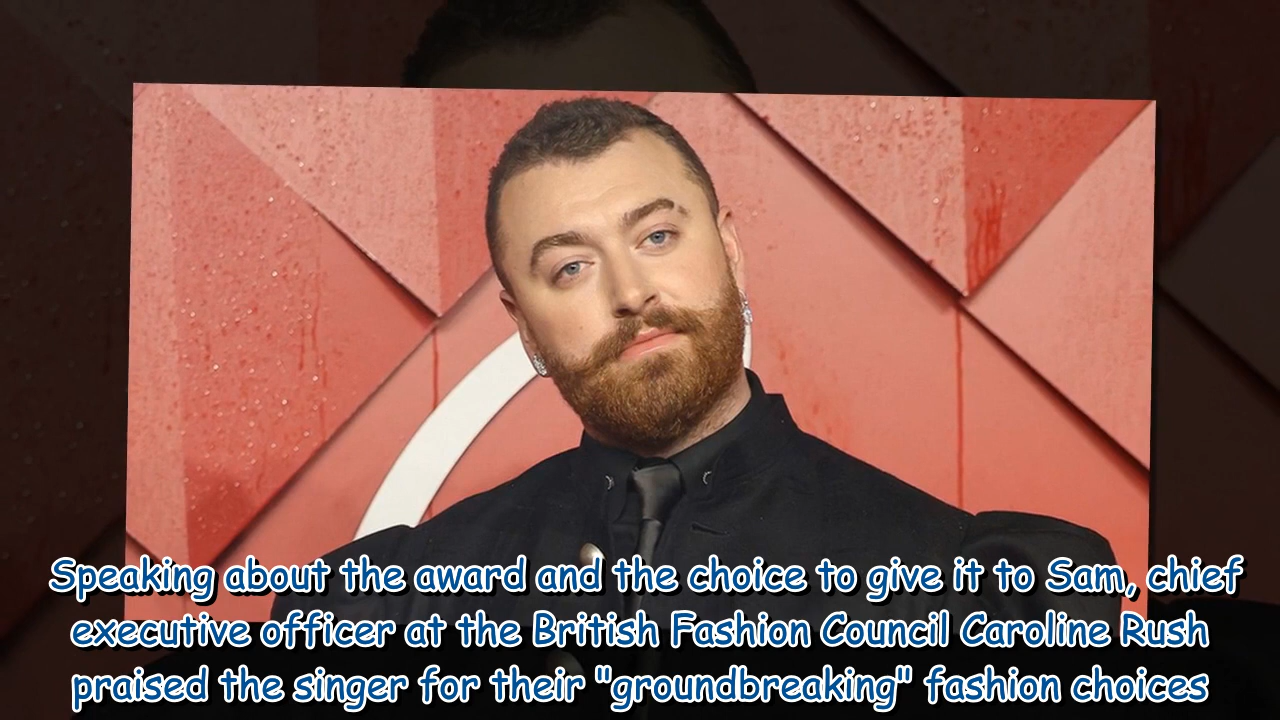 Speaking about the award and the choice to give it to Sam, chief
executive officer at the British Fashion Council Caroline Rush
praised the singer for their "groundbreaking" fashion choices